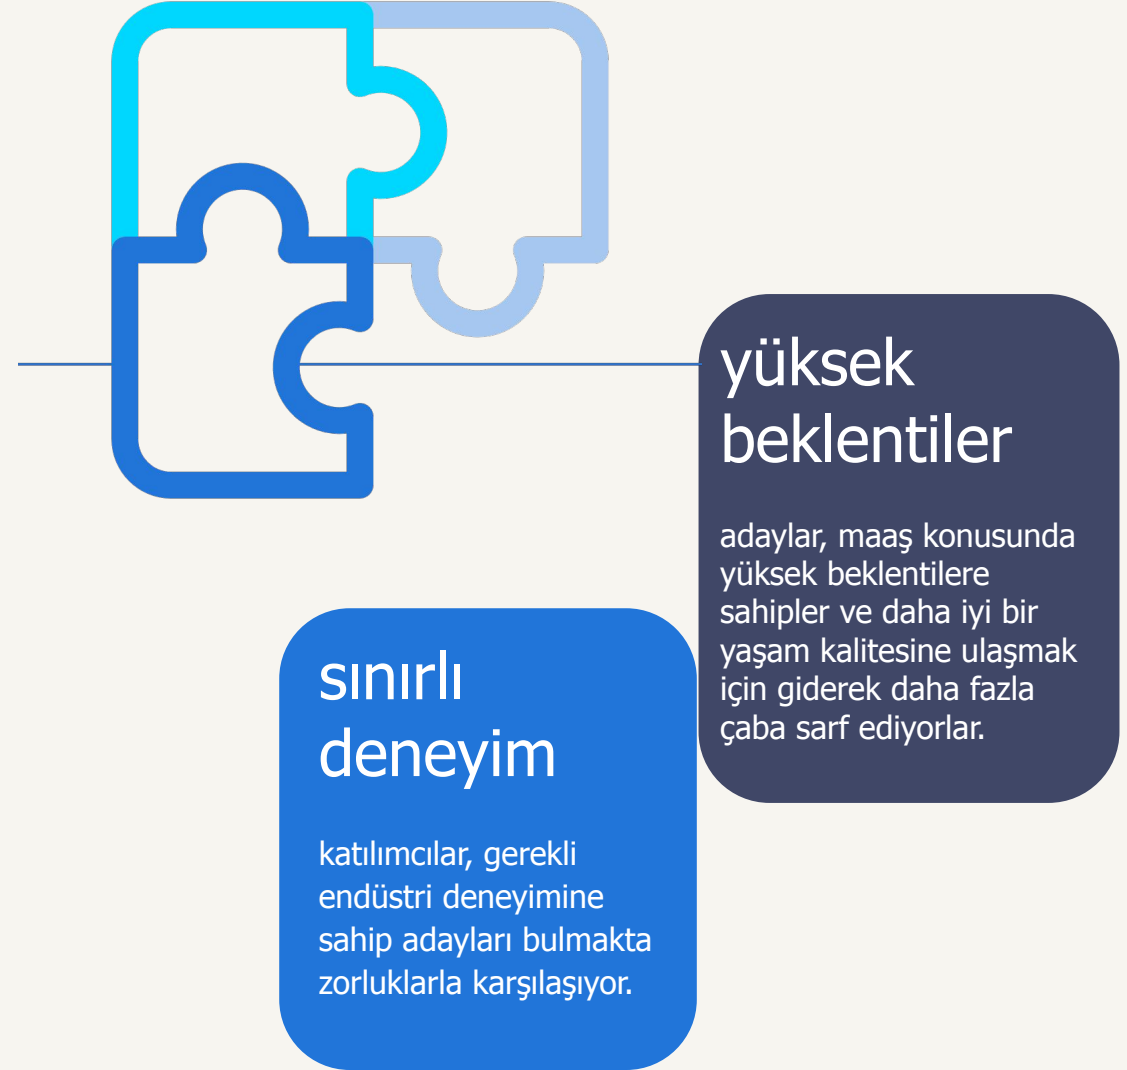 yüksek
beklentiler
adaylar, maaş konusunda
yüksek beklentilere
sahipler ve daha iyi bir
yaşam kalitesine ulaşmak
için giderek daha fazla
çaba sarf ediyorlar.
sınırlı
deneyim
katılımcılar, gerekli
endüstri deneyimine
sahip adayları bulmakta
zorluklarla karşılaşıyor.